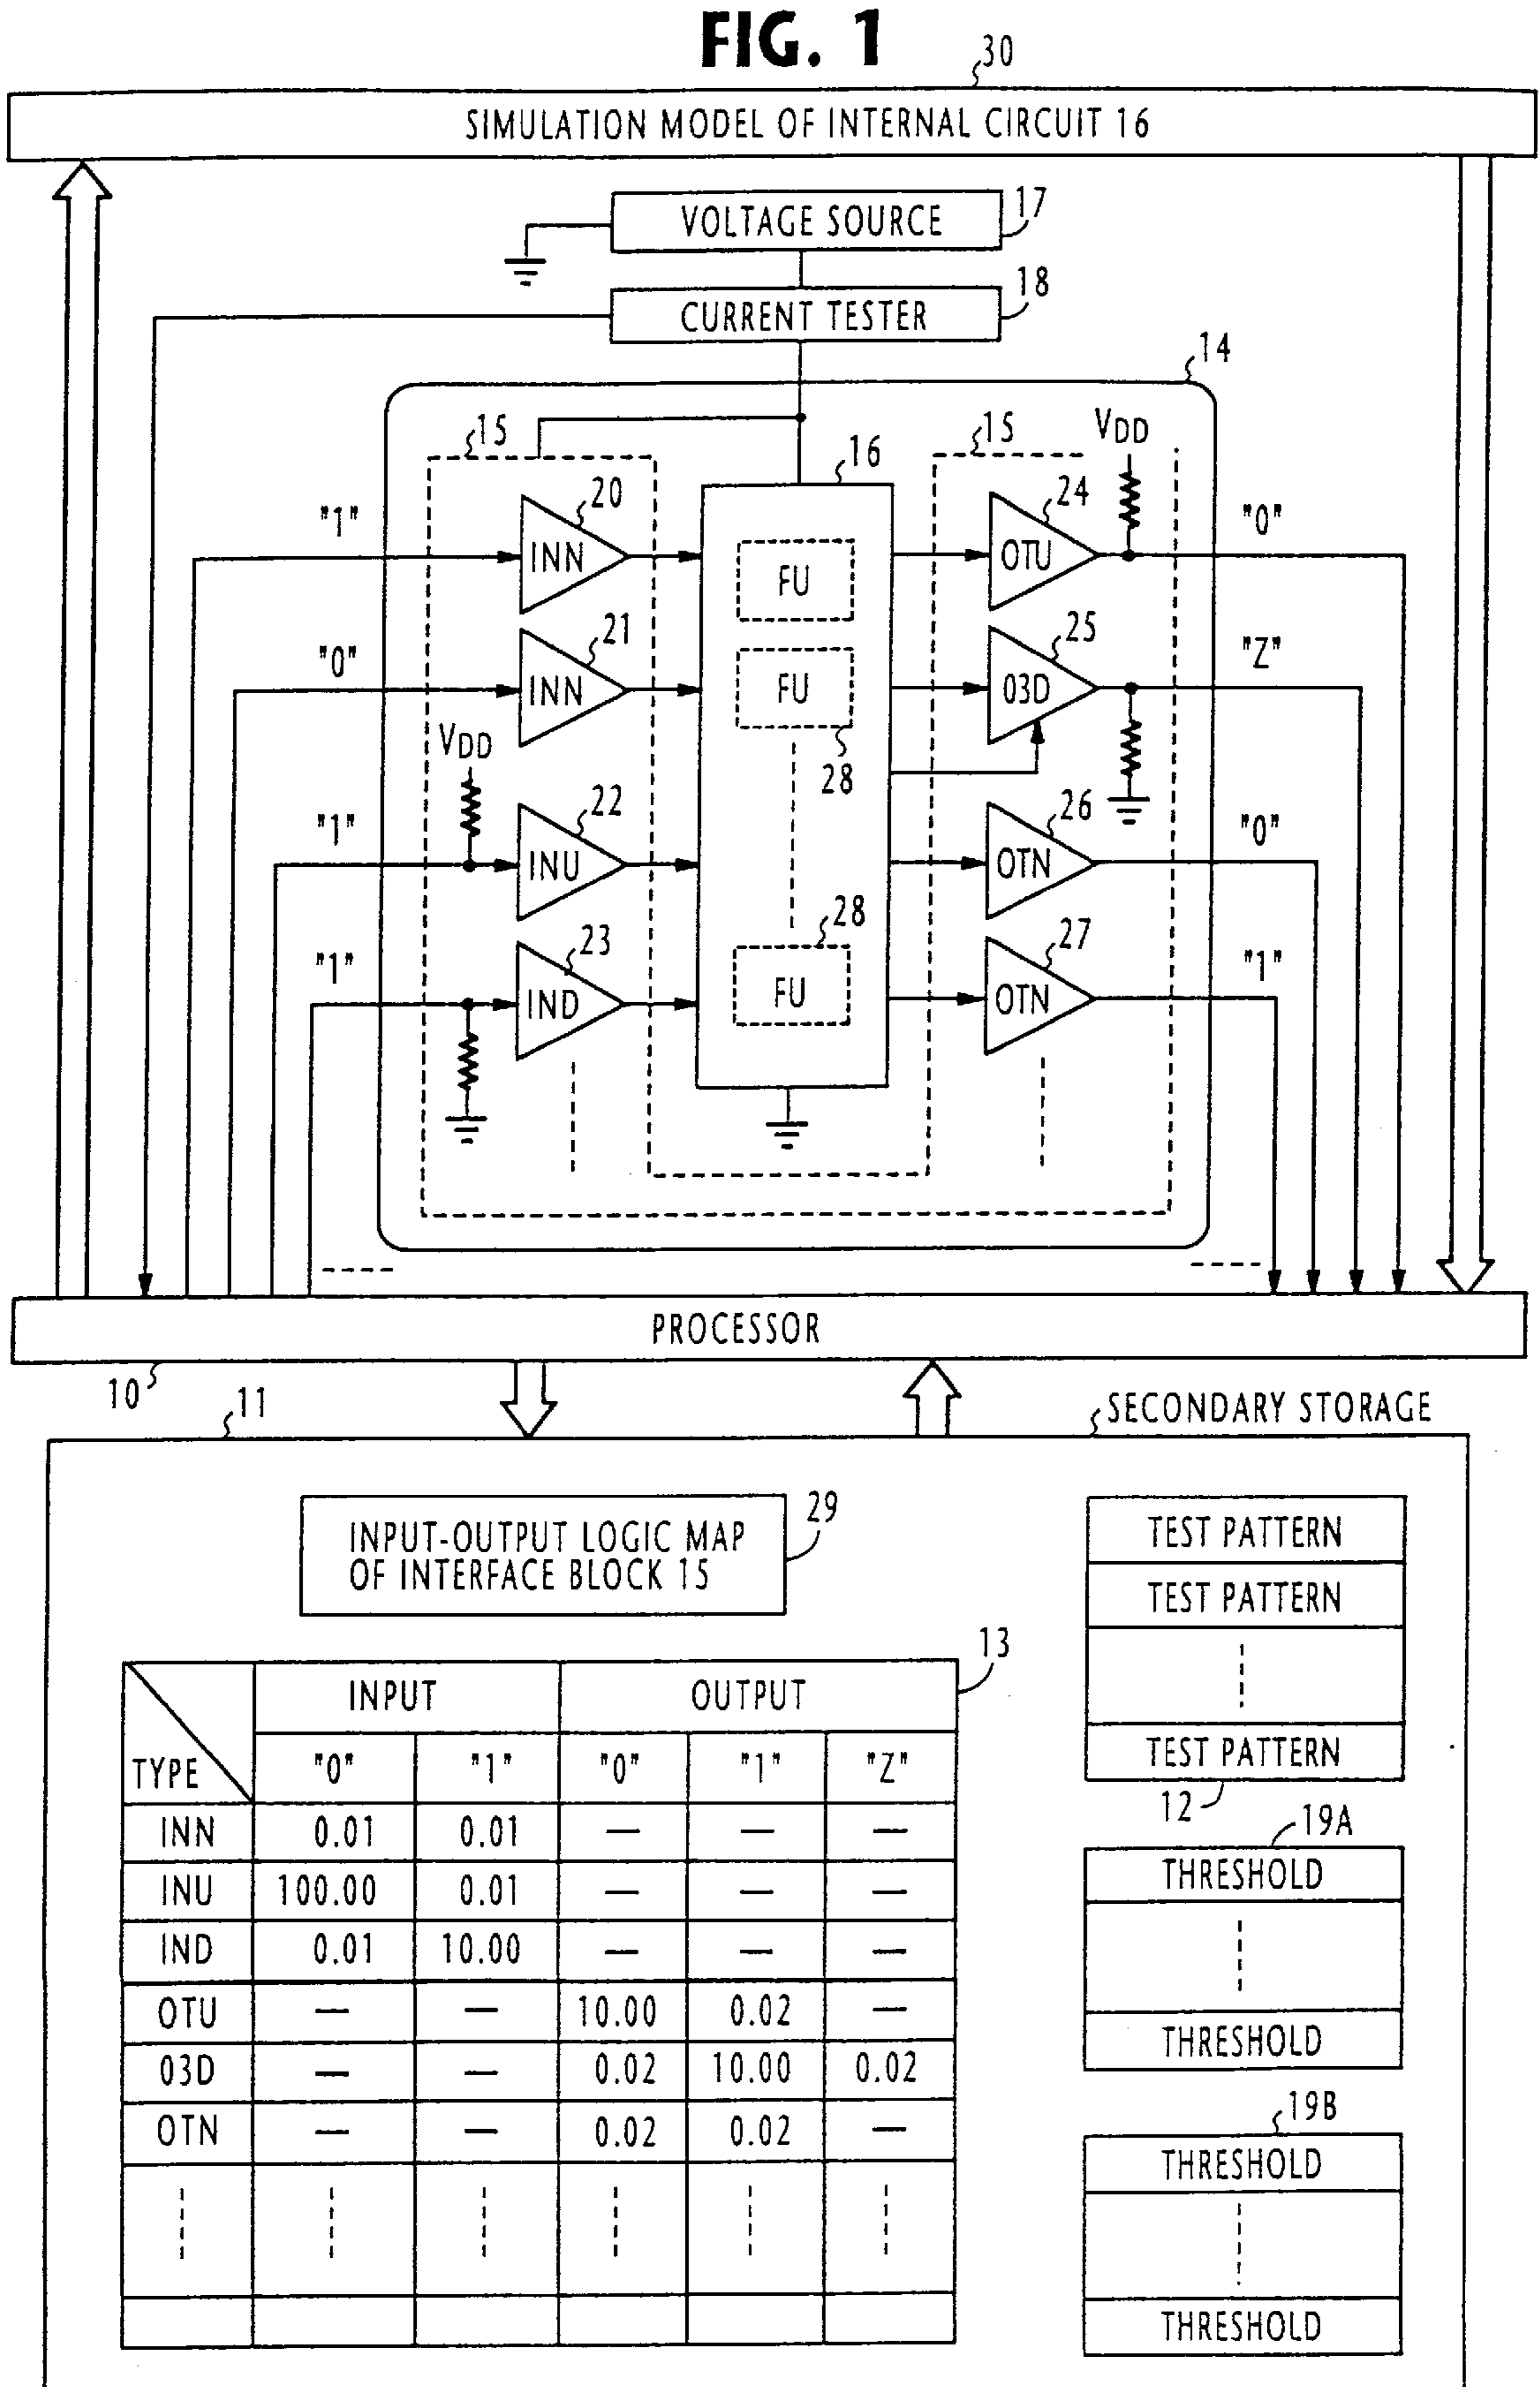 FIG. 1
30
SIMULATION MODEL OF INTERNAL CIRCUIT 16
VOLTAGE SOURCE
17
CURRENT TESTER
18
14
15
16
15
VDD
"1"
20
INN
FU
24
OTU
"0"
"0"
21
INN
FU
28
25
03D
"Z"
VDD
"1"
22
INU
26
OTN
"0"
"1"
23
IND
28
FU
27
OTN
"1"
PROCESSOR
10
11
SECONDARY STORAGE
INPUT-OUTPUT LOGIC MAP
OF INTERFACE BLOCK 15
29
TEST PATTERN
TEST PATTERN
TEST PATTERN
12
13
TYPE INPUT OUTPUT
"0" "1" "0" "1" "Z"
INN 0.01 0.01 — — —
INU 100.00 0.01 — — —
IND 0.01 10.00 — — —
OTU — — 10.00 0.02 —
03D — — 0.02 10.00 0.02
OTN — — 0.02 0.02 —
19A
THRESHOLD
THRESHOLD
19B
THRESHOLD
THRESHOLD